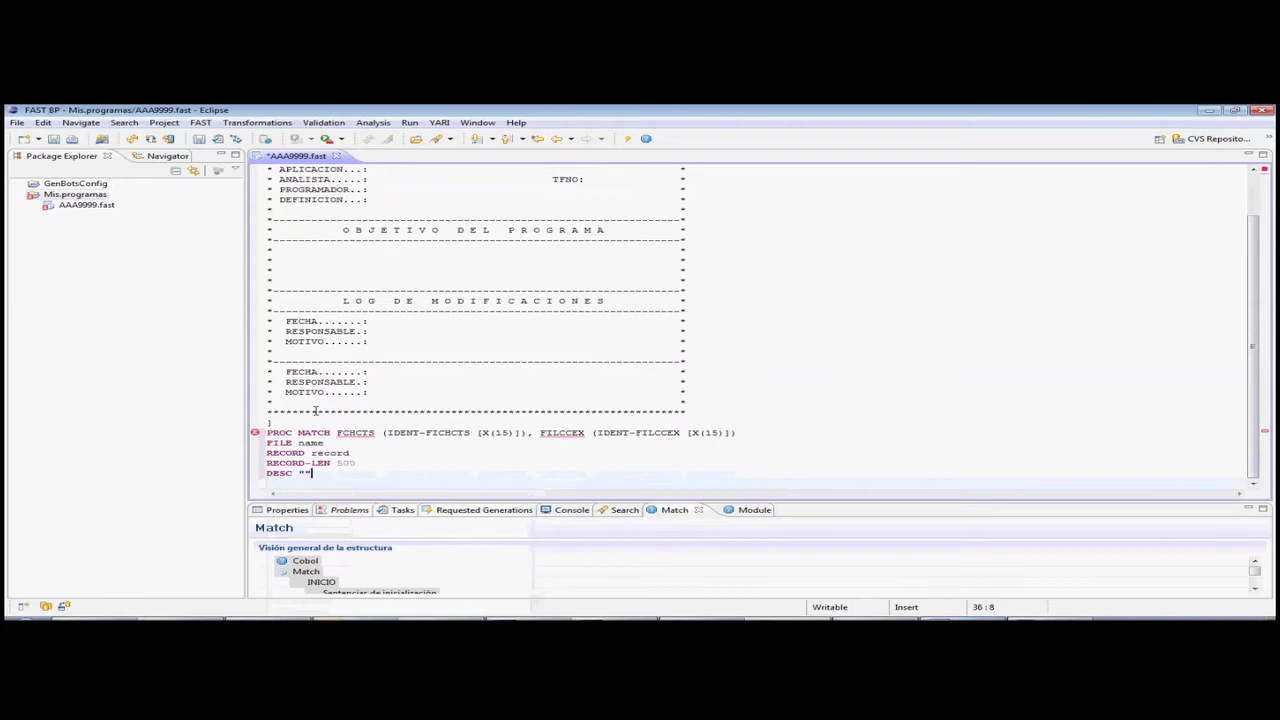 FAST BP - Mis.programas/AAA9999.fast - Eclipse
File Edit Navigate Search Project FAST Transformations Validation Analysis Run YARI Window Help
CVS Reposito...
Package Explorer Navigator
*AAA9999.fast
GenBotsConfig
Mis.programas
AAA9999.fast
* APLICACION...: *
* ANALISTA.....: TFNO: *
* PROGRAMADOR..: *
* DEFINICION...: *
* *
*-------------------------------------------------------------------*
* O B J E T I V O   D E L   P R O G R A M A *
*-------------------------------------------------------------------*
* *
* *
* *
* *
*-------------------------------------------------------------------*
* L O G   D E   M O D I F I C A C I O N E S *
*-------------------------------------------------------------------*
* FECHA.......: *
* RESPONSABLE.: *
* MOTIVO......: *
* *
*-------------------------------------------------------------------*
* FECHA.......: *
* RESPONSABLE.: *
* MOTIVO......: *
* *
*********************************************************************
]
PROC MATCH FCHCTS (IDENT-FICHCTS [X(15)]), FILCCEX (IDENT-FILCCEX [X(15)])
FILE name
RECORD record
RECORD-LEN 500
DESC ""
Properties Problems Tasks Requested Generations Console Search Match Module
Match
Visión general de la estructura
Cobol
Match
INICIO
Sentencias de inicialización
Writable Insert 36 : 8